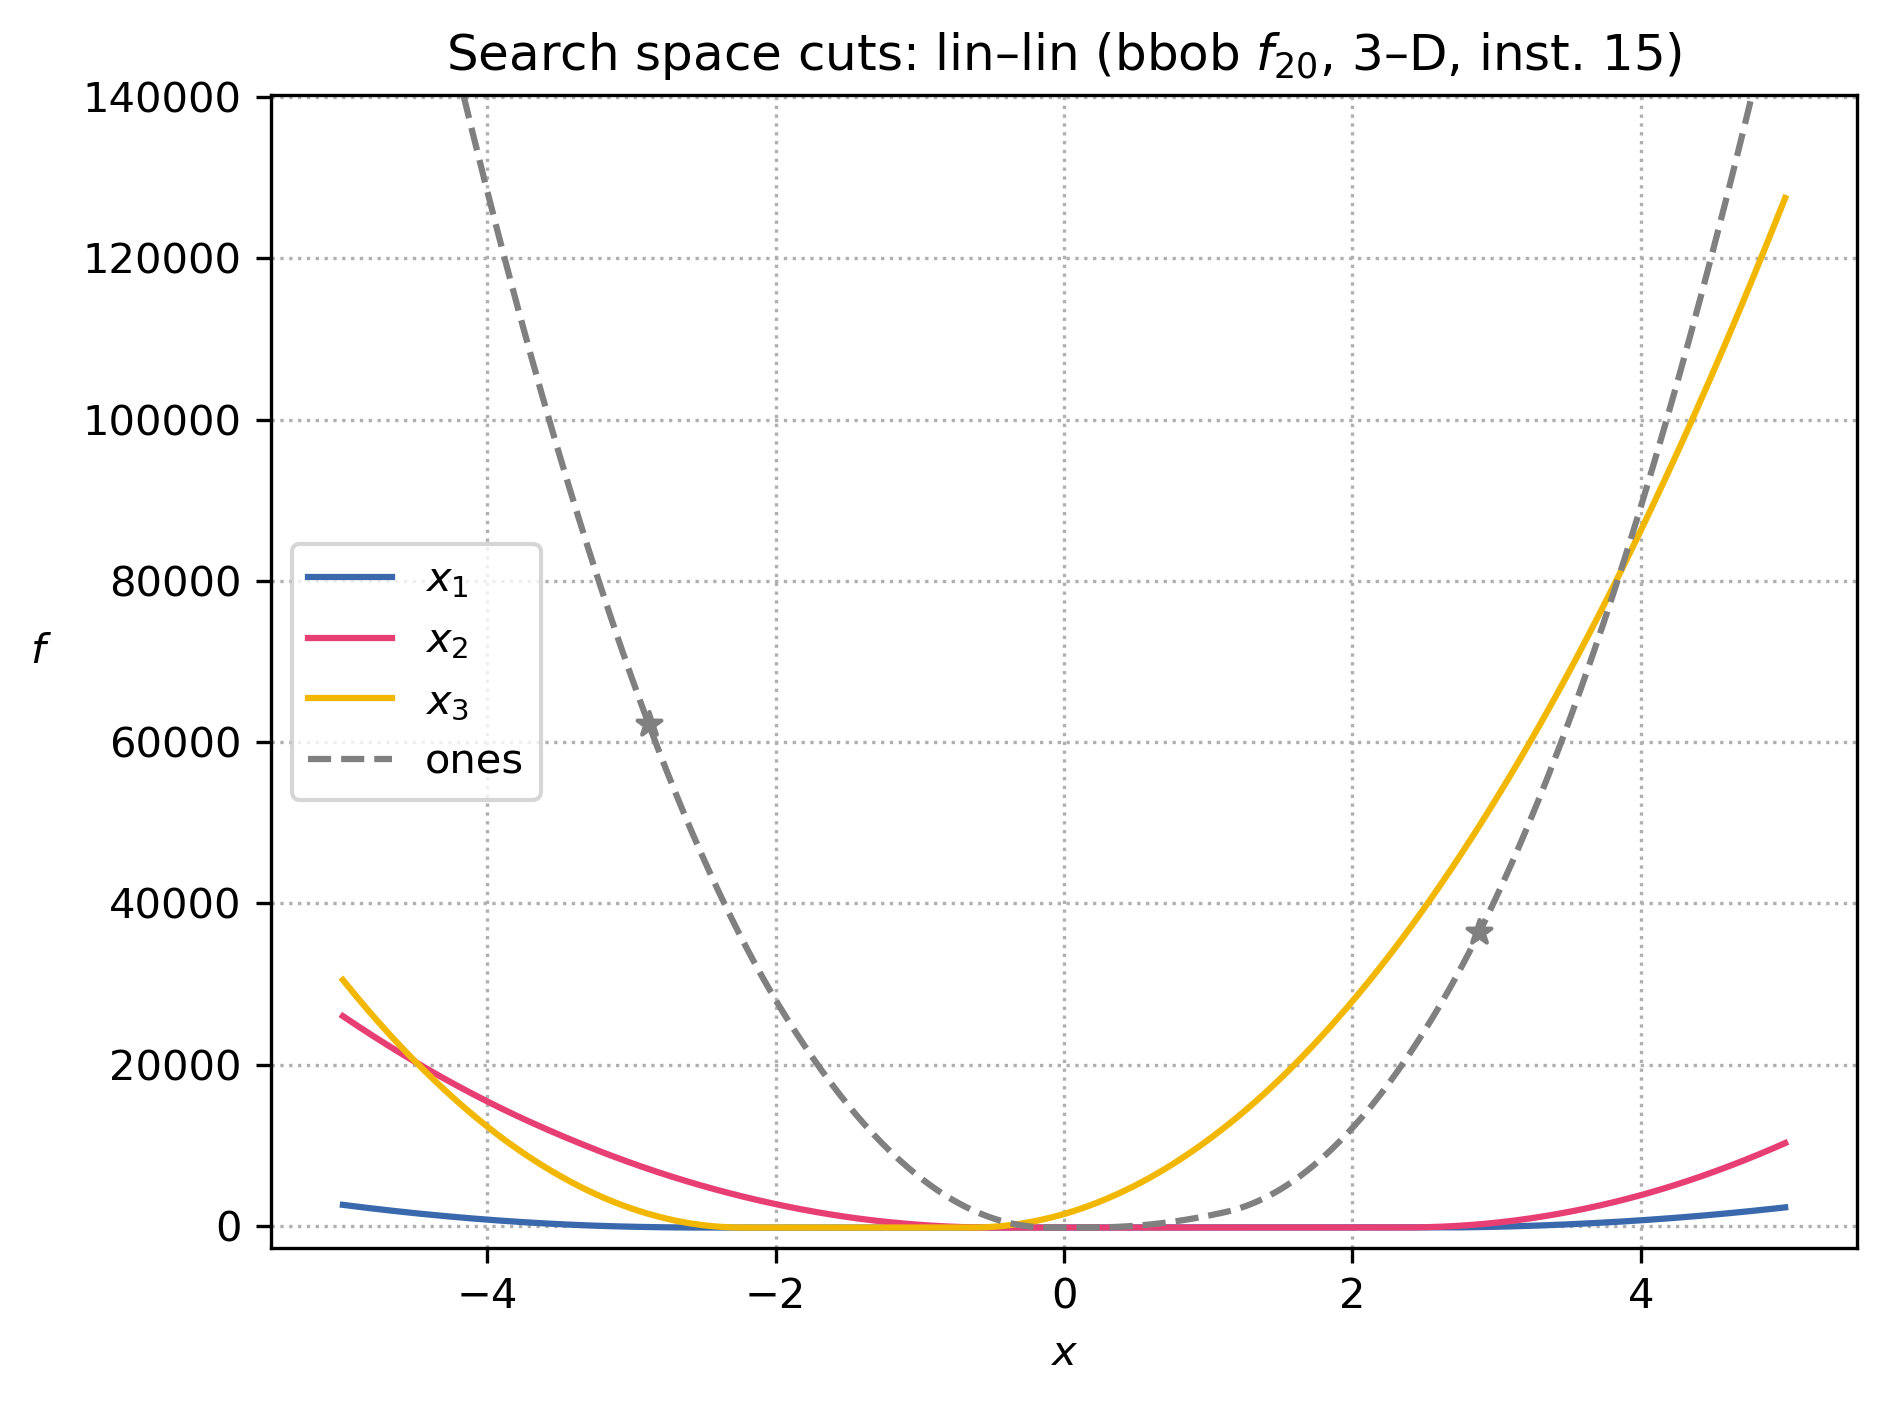 Search space cuts: lin–lin (bbob f₂₀, 3–D, inst. 15)
140000
120000
100000
80000
60000
40000
20000
0
f
x₁
x₂
x₃
ones
−4
−2
0
2
4
x